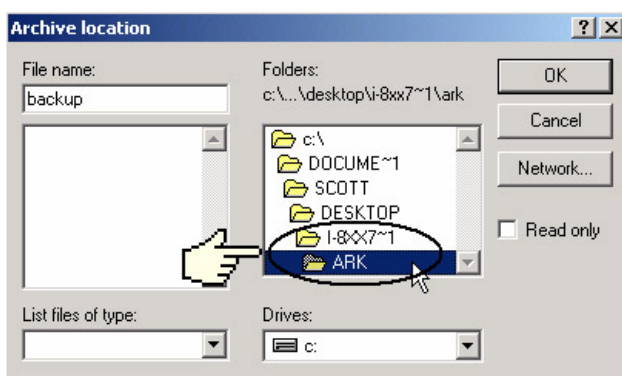 Archive location
File name:
backup
Folders:
c:\...\desktop\i-8xx7~1\ark
c:\
DOCUME~1
SCOTT
DESKTOP
I-8XX7~1
ARK
OK
Cancel
Network...
Read only
List files of type:
Drives:
c: